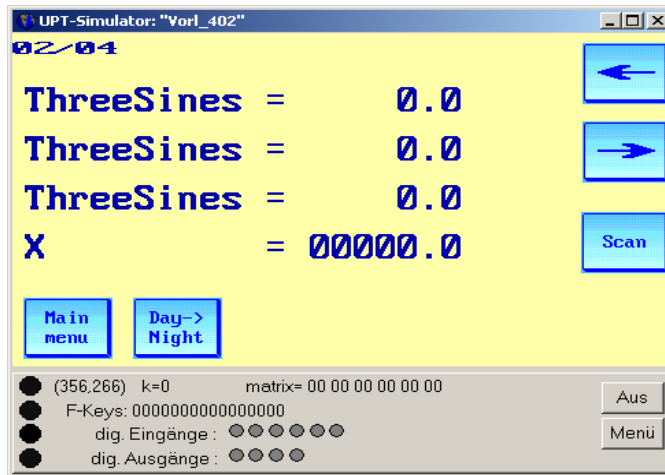 UPT-Simulator: "Vorl_402"
02/04
ThreeSines = 0.0
ThreeSines = 0.0
ThreeSines = 0.0
X = 00000.0
Scan
Main
menu
Day->
Night
(356,266) k=0 matrix= 00 00 00 00 00 00
F-Keys: 0000000000000000
dig. Eingänge :
dig. Ausgänge :
Aus
Menü